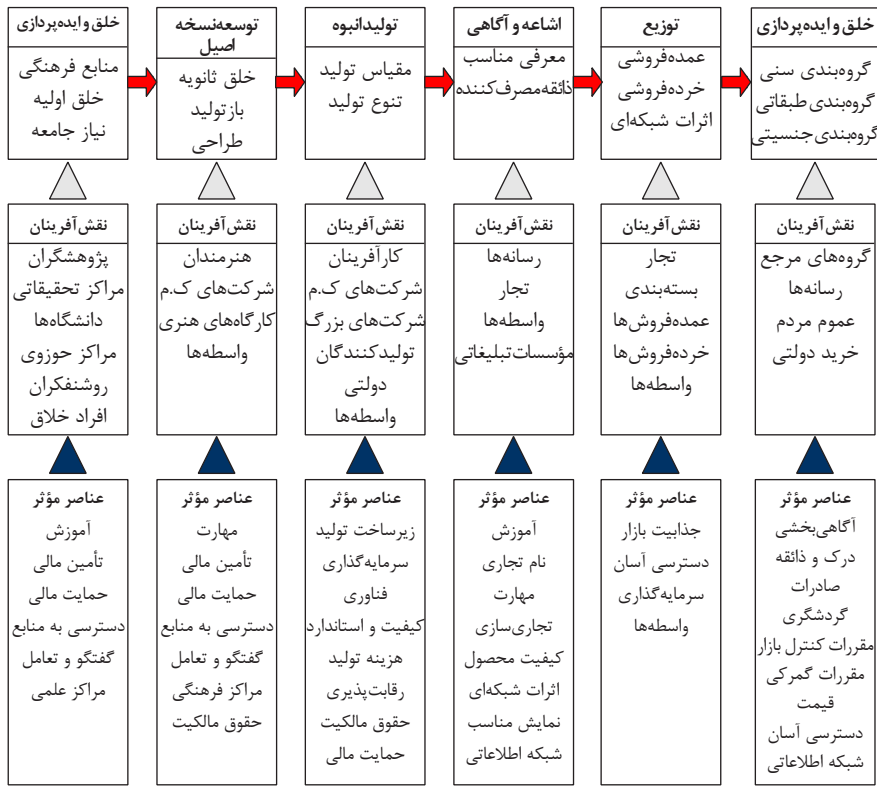 خلق و ایده‌پردازی
منابع فرهنگی
خلق اولیه
نیاز جامعه
توسعه‌نسخه
اصیل
خلق ثانویه
بازتولید
طراحی
تولیدانبوه
مقیاس تولید
تنوع تولید
اشاعه و آگاهی
معرفی مناسب
ذائقه‌مصرف‌کننده
توزیع
عمده‌فروشی
خرده‌فروشی
اثرات شبکه‌ای
خلق و ایده‌پردازی
گروه‌بندی سنی
گروه‌بندی طبقاتی
گروه‌بندی جنسیتی
نقش‌آفرینان
پژوهشگران
مراکز تحقیقاتی
دانشگاه‌ها
مراکز حوزوی
روشنفکران
افراد خلاق
نقش‌آفرینان
هنرمندان
شرکت‌های ک.م
کارگاه‌های هنری
واسطه‌ها
نقش‌آفرینان
کارآفرینان
شرکت‌های ک.م
شرکت‌های بزرگ
تولیدکنندگان
دولتی
واسطه‌ها
نقش‌آفرینان
رسانه‌ها
تجار
واسطه‌ها
مؤسسات تبلیغاتی
نقش‌آفرینان
تجار
بسته‌بندی
عمده‌فروش‌ها
خرده‌فروش‌ها
واسطه‌ها
نقش‌آفرینان
گروه‌های مرجع
رسانه‌ها
عموم مردم
خرید دولتی
عناصر مؤثر
آموزش
تأمین مالی
حمایت مالی
دسترسی به منابع
گفتگو و تعامل
مراکز علمی
عناصر مؤثر
مهارت
تأمین مالی
حمایت مالی
دسترسی به منابع
گفتگو و تعامل
مراکز فرهنگی
حقوق مالکیت
عناصر مؤثر
زیرساخت تولید
سرمایه‌گذاری
فناوری
کیفیت و استاندارد
هزینه تولید
رقابت‌پذیری
حقوق مالکیت
حمایت مالی
عناصر مؤثر
آموزش
نام تجاری
مهارت
تجاری‌سازی
کیفیت محصول
اثرات شبکه‌ای
نمایش مناسب
شبکه اطلاعاتی
عناصر مؤثر
جذابیت بازار
دسترسی آسان
سرمایه‌گذاری
واسطه‌ها
عناصر مؤثر
آگاهی‌بخشی
درک و ذائقه
صادرات
گردشگری
مقررات کنترل بازار
مقررات گمرکی
قیمت
دسترسی آسان
شبکه اطلاعاتی